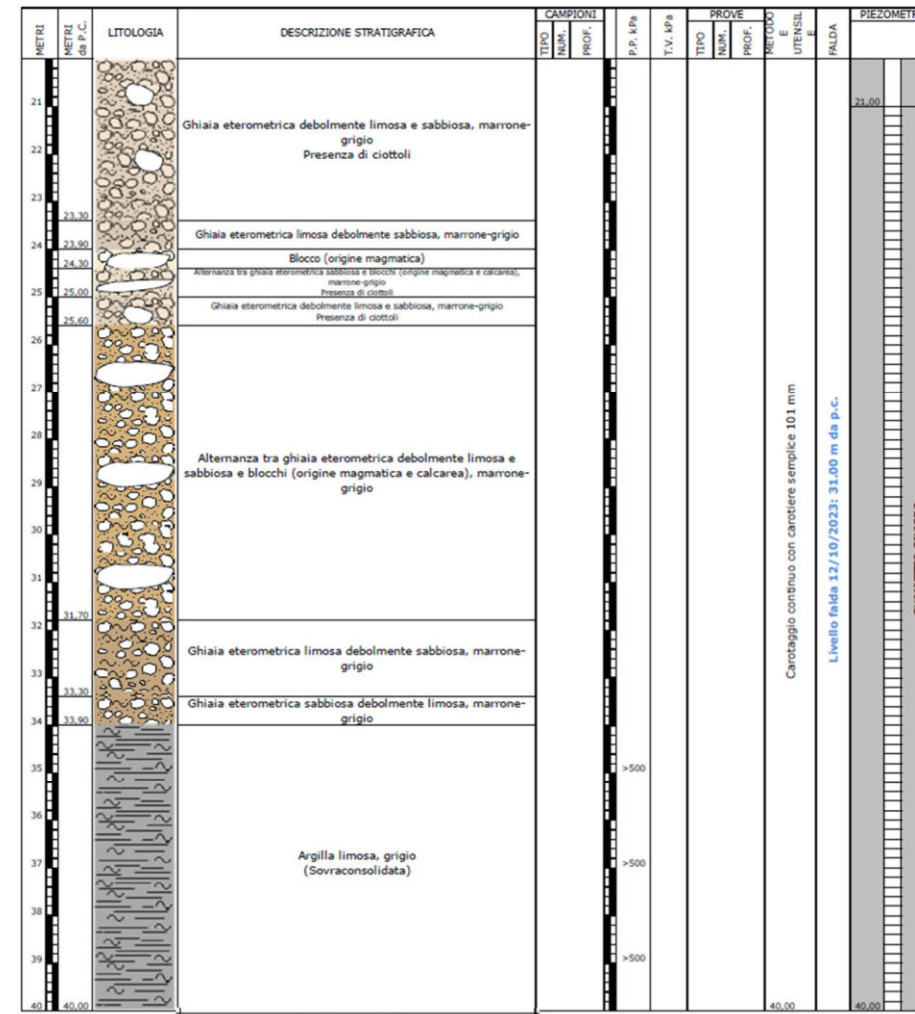 METRI
METRI da P.C.
LITOLOGIA
DESCRIZIONE STRATIGRAFICA
CAMPIONI
TIPO
NUM.
PROF.
P.P. kPa
T.V. kPa
PROVE
TIPO
NUM.
PROF.
METODO E UTENSIL E
FALDA
PIEZOMETR
21
22
23
24
25
26
27
28
29
30
31
32
33
34
35
36
37
38
39
40
23,30
23,90
24,30
25,00
25,60
31,70
33,30
33,90
40,00
Ghiaia eterometrica debolmente limosa e sabbiosa, marrone-
grigio
Presenza di ciottoli
Ghiaia eterometrica limosa debolmente sabbiosa, marrone-grigio
Blocco (origine magmatica)
Alternanza tra ghiaia eterometrica sabbiosa e blocchi (origine magmatica e calcarea),
marrone-grigio
Presenza di ciottoli
Ghiaia eterometrica debolmente limosa e sabbiosa, marrone-grigio
Presenza di ciottoli
Alternanza tra ghiaia eterometrica debolmente limosa e
sabbiosa e blocchi (origine magmatica e calcarea), marrone-
grigio
Ghiaia eterometrica limosa debolmente sabbiosa, marrone-
grigio
Ghiaia eterometrica sabbiosa debolmente limosa, marrone-
grigio
Argilla limosa, grigio
(Sovraconsolidata)
>500
>500
>500
Carotaggio continuo con carotiere semplice 101 mm
40,00
Livello falda 12/10/2023: 31.00 m da p.c.
21,00
40,00